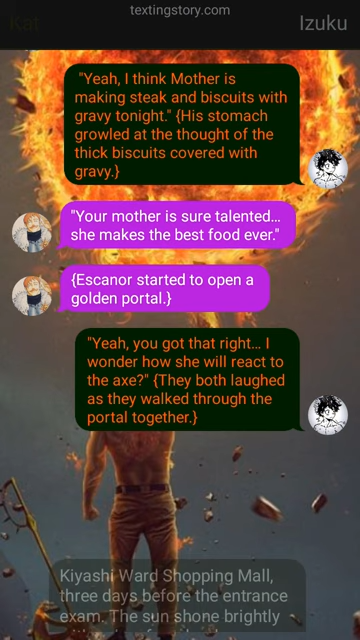 textingstory.com
Kat
Izuku
"Yeah, I think Mother is
making steak and biscuits with
gravy tonight." {His stomach
growled at the thought of the
thick biscuits covered with
gravy.}
"Your mother is sure talented…
she makes the best food ever."
{Escanor started to open a
golden portal.}
"Yeah, you got that right… I
wonder how she will react to
the axe?" {They both laughed
as they walked through the
portal together.}
Kiyashi Ward Shopping Mall,
three days before the entrance
exam. The sun shone brightly